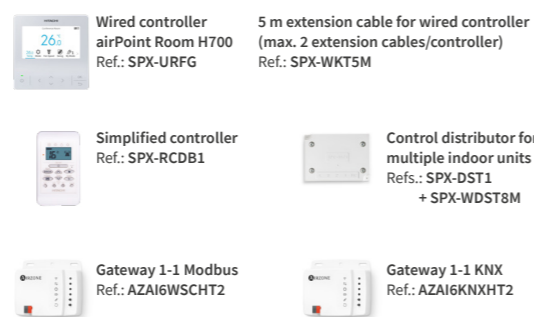 Wired controller
airPoint Room H700
Ref.: SPX-URFG
5 m extension cable for wired controller
(max. 2 extension cables/controller)
Ref.: SPX-WKT5M
26
Simplified controller
Ref.: SPX-RCDB1
Control distributor for
multiple indoor units
Refs.: SPX-DST1
+ SPX-WDST8M
Gateway 1-1 Modbus
Ref.: AZAI6WSCHT2
AIRZONE
Gateway 1-1 KNX
Ref.: AZAI6KNXHT2
AIRZONE